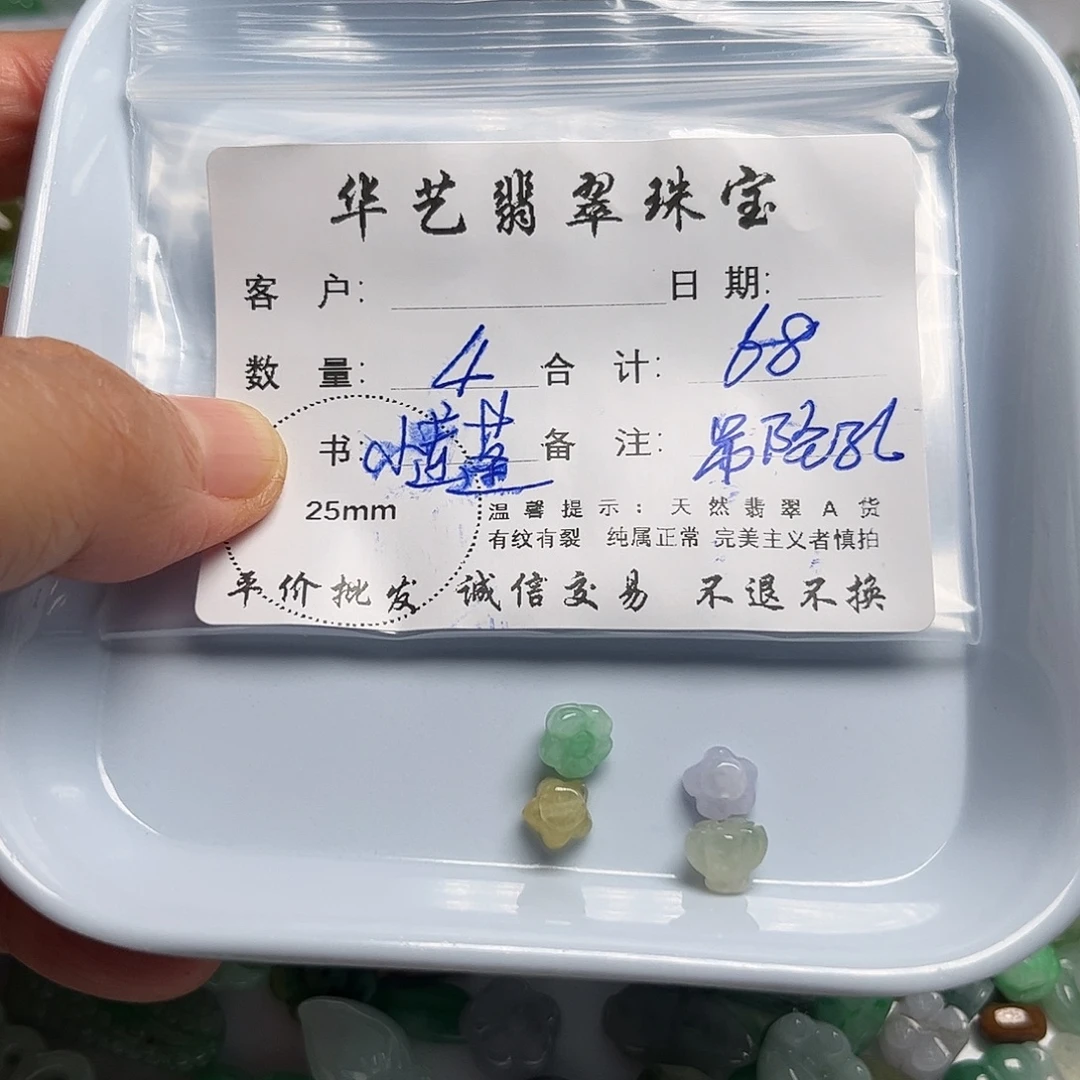 华艺翡翠珠宝
客 户: 日 期:
数 量: 4 合 计: 68
书: 备 注:
25mm 温馨提示: 天然翡翠A货
有纹有裂 纯属正常 完美主义者慎拍
平价批发 诚信交易 不退不换